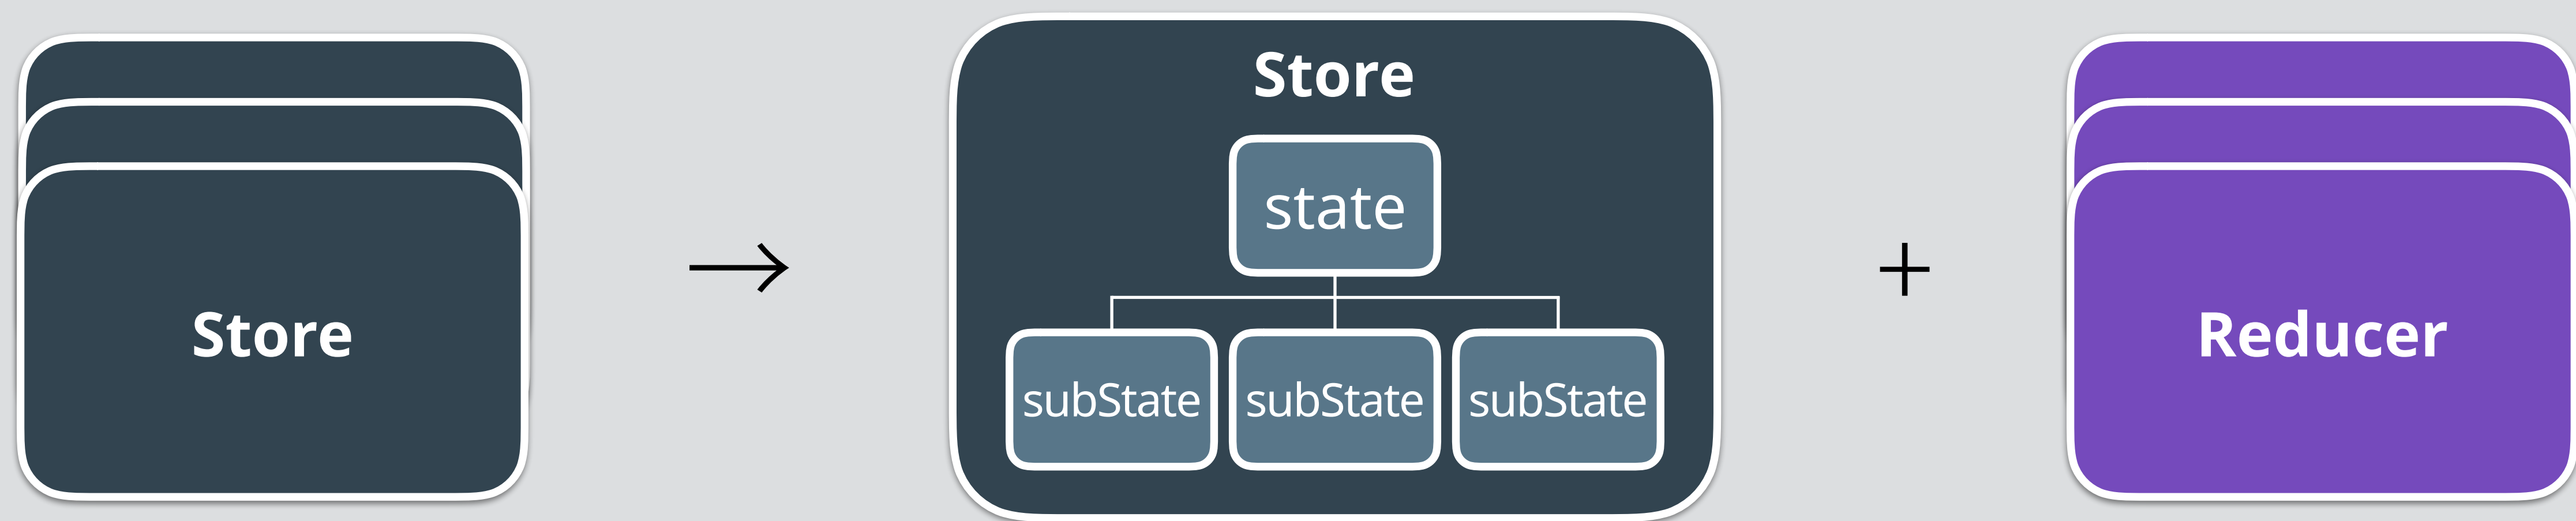 Store
Store
state
subState
subState
subState
+
Reducer